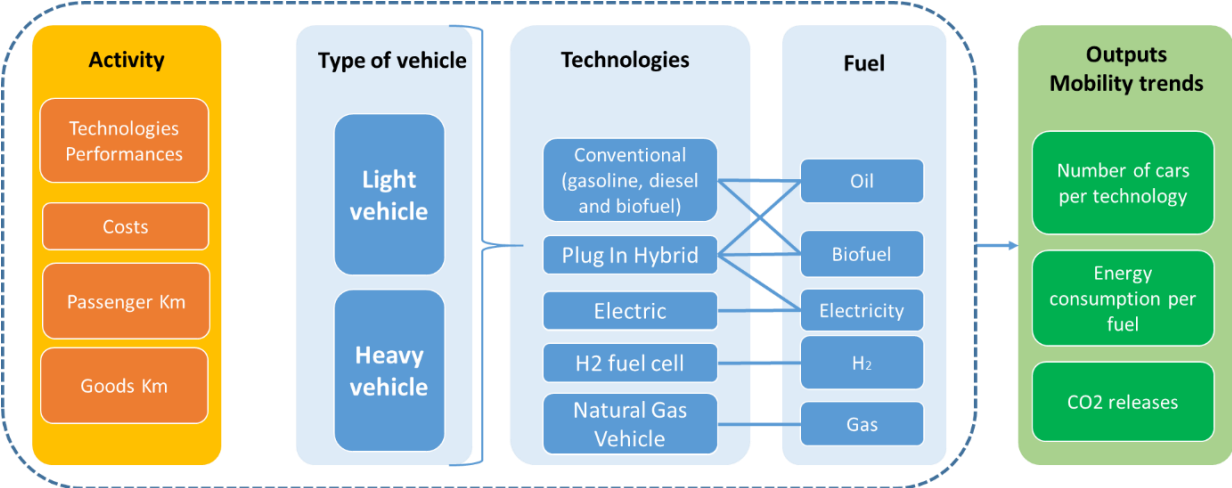 Activity
Technologies
Performances
Costs
Passenger Km
Goods Km
Type of vehicle
Light
vehicle
Heavy
vehicle
Technologies
Conventional
(gasoline, diesel
and biofuel)
Plug In Hybrid
Electric
H2 fuel cell
Natural Gas
Vehicle
Fuel
Oil
Biofuel
Electricity
H₂
Gas
Outputs
Mobility trends
Number of cars
per technology
Energy
consumption per
fuel
CO2 releases